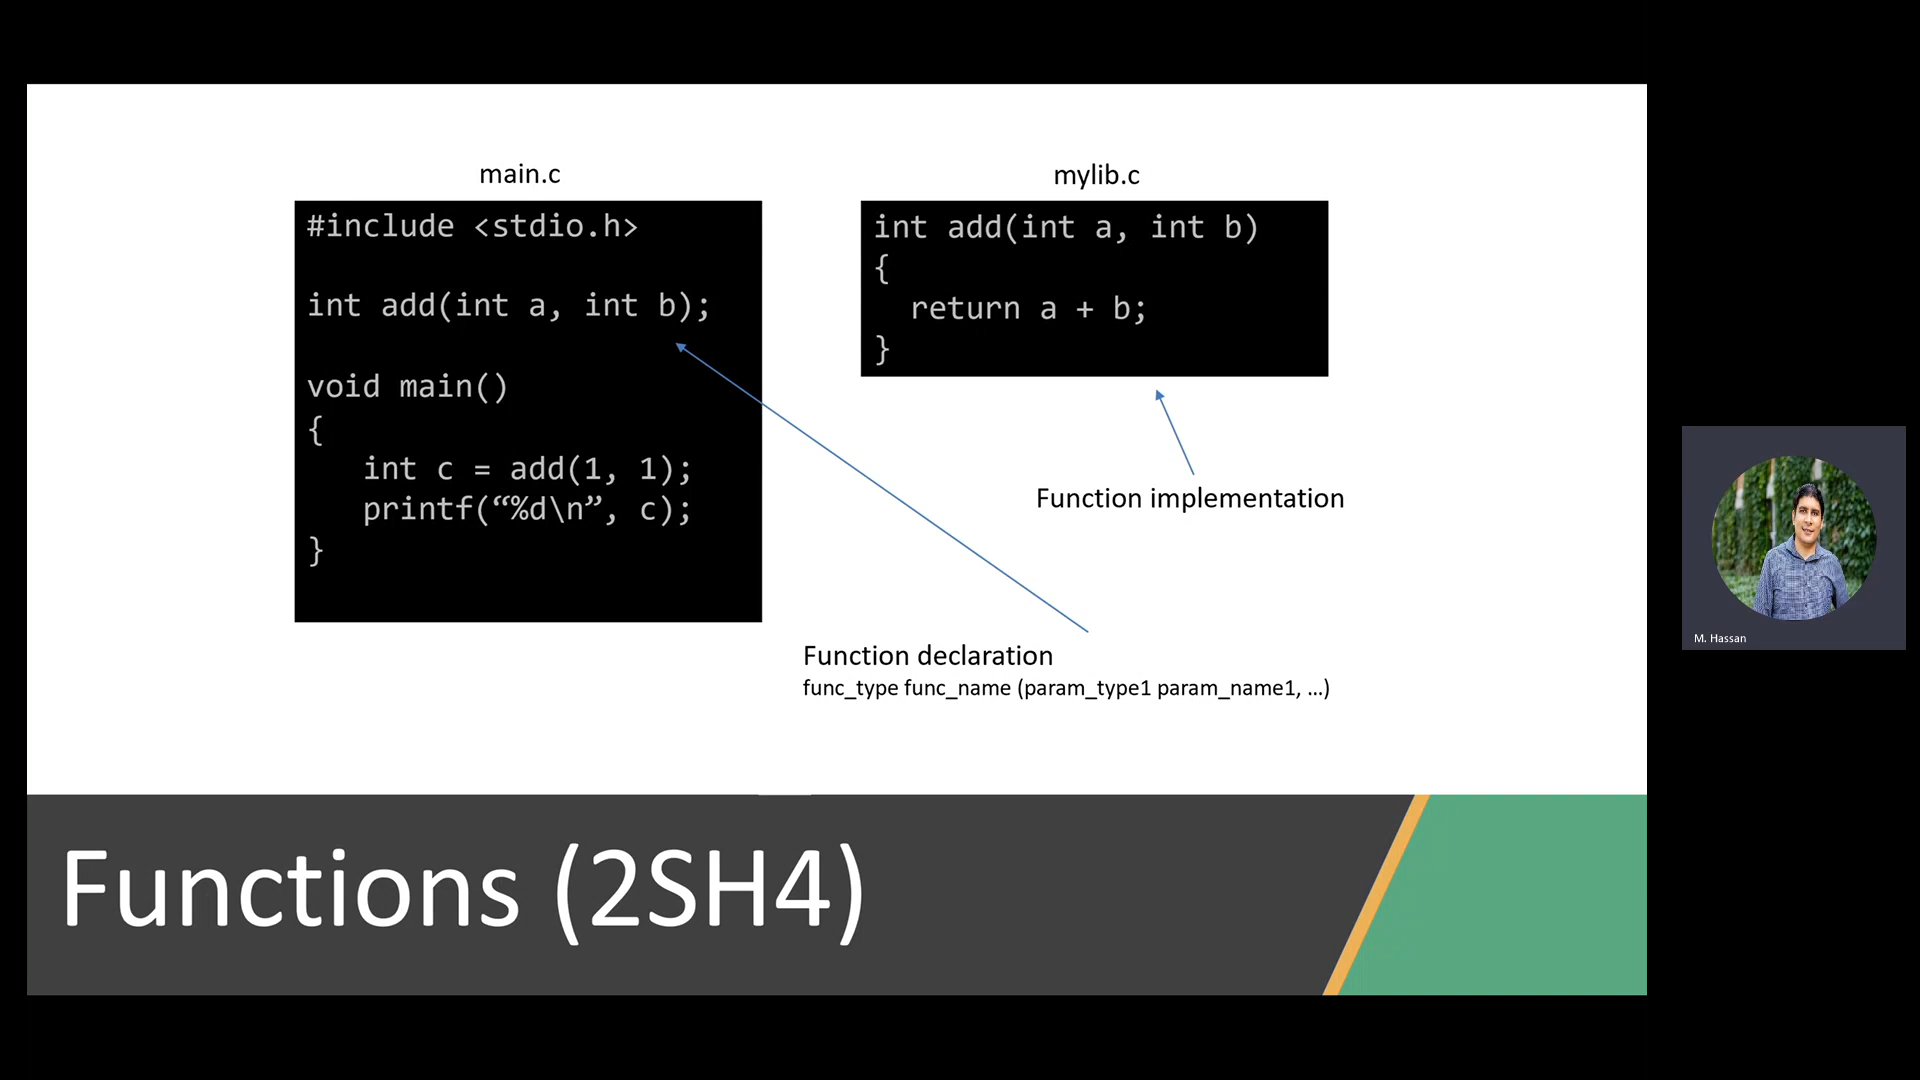 main.c
#include <stdio.h>
int add(int a, int b);
void main()
{
int c = add(1, 1);
printf(“%d\n”, c);
}
mylib.c
int add(int a, int b)
{
return a + b;
}
Function implementation
Function declaration
func_type func_name (param_type1 param_name1, ...)
M. Hassan
Functions (2SH4)